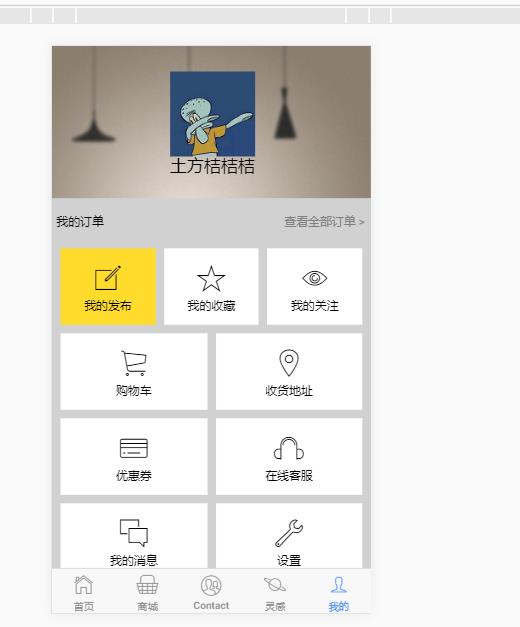 土方桔桔桔
我的订单 查看全部订单 >
我的发布 我的收藏 我的关注
购物车 收货地址
优惠券 在线客服
我的消息 设置
首页 商城 Contact 灵感 我的